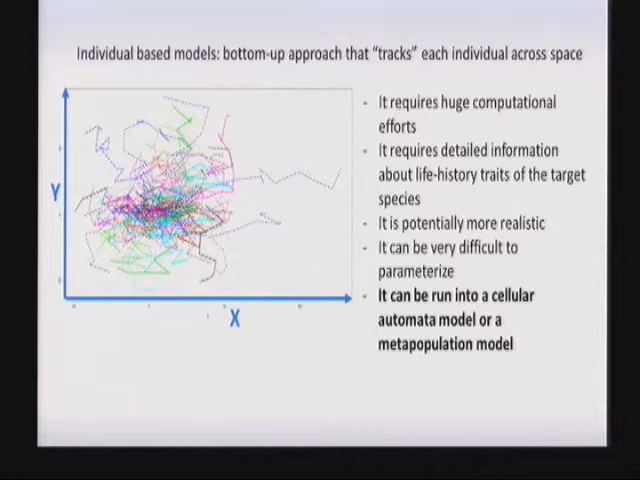 Individual based models: bottom-up approach that “tracks” each individual across space
- It requires huge computational
efforts
- It requires detailed information
about life-history traits of the target
species
- It is potentially more realistic
- It can be very difficult to
parameterize
- It can be run into a cellular
automata model or a
metapopulation model
Y
X